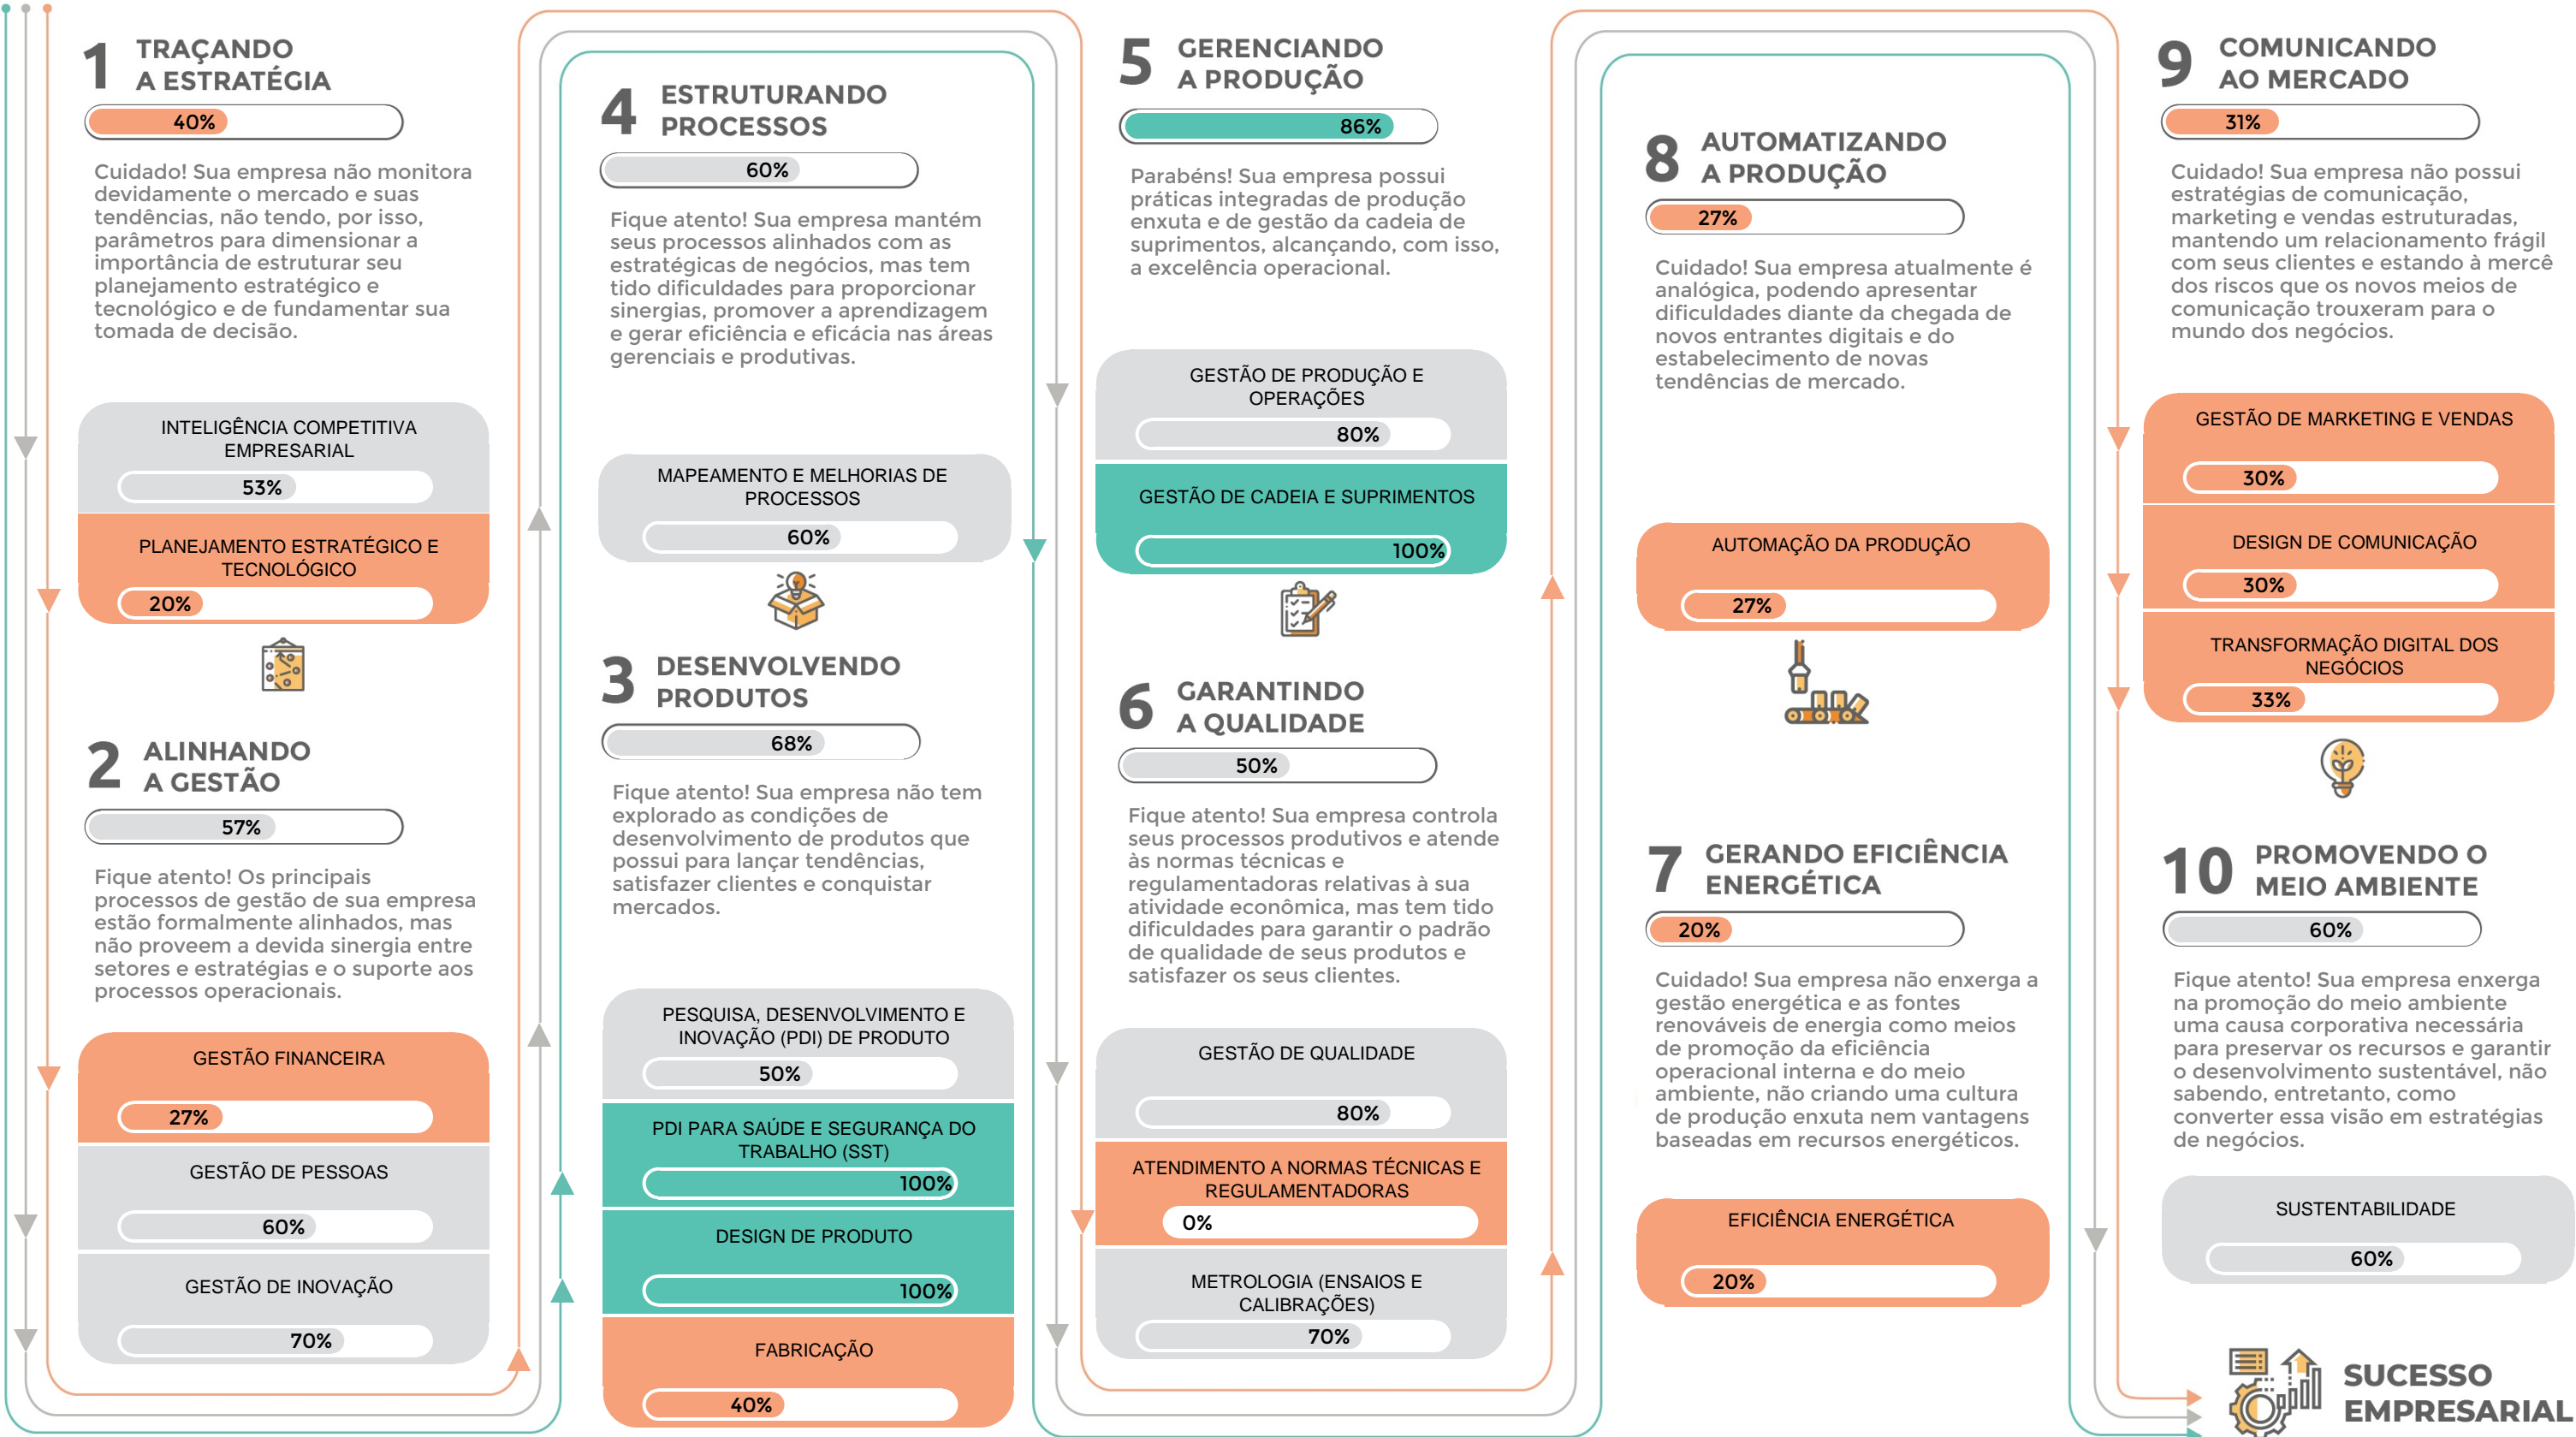 1 TRAÇANDO
A ESTRATÉGIA
40%
Cuidado! Sua empresa não monitora
devidamente o mercado e suas
tendências, não tendo, por isso,
parâmetros para dimensionar a
importância de estruturar seu
planejamento estratégico e
tecnológico e de fundamentar sua
tomada de decisão.
INTELIGÊNCIA COMPETITIVA
EMPRESARIAL
53%
PLANEJAMENTO ESTRATÉGICO E
TECNOLÓGICO
20%
2 ALINHANDO
A GESTÃO
57%
Fique atento! Os principais
processos de gestão de sua empresa
estão formalmente alinhados, mas
não proveem a devida sinergia entre
setores e estratégias e o suporte aos
processos operacionais.
GESTÃO FINANCEIRA
27%
GESTÃO DE PESSOAS
60%
GESTÃO DE INOVAÇÃO
70%
4 ESTRUTURANDO
PROCESSOS
60%
Fique atento! Sua empresa mantém
seus processos alinhados com as
estratégicas de negócios, mas tem
tido dificuldades para proporcionar
sinergias, promover a aprendizagem
e gerar eficiência e eficácia nas áreas
gerenciais e produtivas.
MAPEAMENTO E MELHORIAS DE
PROCESSOS
60%
3 DESENVOLVENDO
PRODUTOS
68%
Fique atento! Sua empresa não tem
explorado as condições de
desenvolvimento de produtos que
possui para lançar tendências,
satisfazer clientes e conquistar
mercados.
PESQUISA, DESENVOLVIMENTO E
INOVAÇÃO (PDI) DE PRODUTO
50%
PDI PARA SAÚDE E SEGURANÇA DO
TRABALHO (SST)
100%
DESIGN DE PRODUTO
100%
FABRICAÇÃO
40%
5 GERENCIANDO
A PRODUÇÃO
86%
Parabéns! Sua empresa possui
práticas integradas de produção
enxuta e de gestão da cadeia de
suprimentos, alcançando, com isso,
a excelência operacional.
GESTÃO DE PRODUÇÃO E
OPERAÇÕES
80%
GESTÃO DE CADEIA E SUPRIMENTOS
100%
6 GARANTINDO
A QUALIDADE
50%
Fique atento! Sua empresa controla
seus processos produtivos e atende
às normas técnicas e
regulamentadoras relativas à sua
atividade econômica, mas tem tido
dificuldades para garantir o padrão
de qualidade de seus produtos e
satisfazer os seus clientes.
GESTÃO DE QUALIDADE
80%
ATENDIMENTO A NORMAS TÉCNICAS E
REGULAMENTADORAS
0%
METROLOGIA (ENSAIOS E
CALIBRAÇÕES)
70%
8 AUTOMATIZANDO
A PRODUÇÃO
27%
Cuidado! Sua empresa atualmente é
analógica, podendo apresentar
dificuldades diante da chegada de
novos entrantes digitais e do
estabelecimento de novas
tendências de mercado.
AUTOMAÇÃO DA PRODUÇÃO
27%
7 GERANDO EFICIÊNCIA
ENERGÉTICA
20%
Cuidado! Sua empresa não enxerga a
gestão energética e as fontes
renováveis de energia como meios
de promoção da eficiência
operacional interna e do meio
ambiente, não criando uma cultura
de produção enxuta nem vantagens
baseadas em recursos energéticos.
EFICIÊNCIA ENERGÉTICA
20%
9 COMUNICANDO
AO MERCADO
31%
Cuidado! Sua empresa não possui
estratégias de comunicação,
marketing e vendas estruturadas,
mantendo um relacionamento frágil
com seus clientes e estando à mercê
dos riscos que os novos meios de
comunicação trouxeram para o
mundo dos negócios.
GESTÃO DE MARKETING E VENDAS
30%
DESIGN DE COMUNICAÇÃO
30%
TRANSFORMAÇÃO DIGITAL DOS
NEGÓCIOS
33%
10 PROMOVENDO O
MEIO AMBIENTE
60%
Fique atento! Sua empresa enxerga
na promoção do meio ambiente
uma causa corporativa necessária
para preservar os recursos e garantir
o desenvolvimento sustentável, não
sabendo, entretanto, como
converter essa visão em estratégias
de negócios.
SUSTENTABILIDADE
60%
SUCESSO
EMPRESARIAL